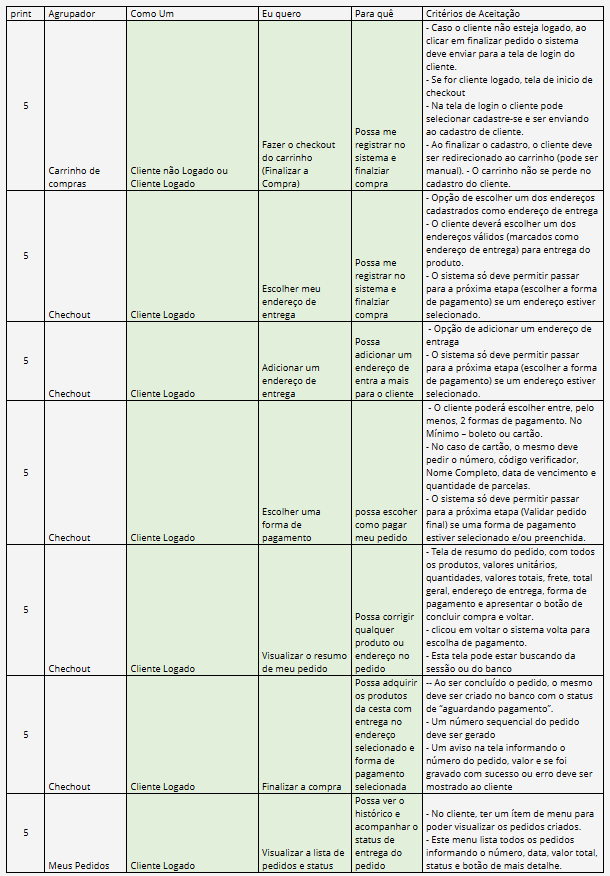 print Agrupador Como Um Eu quero Para quê Critérios de Aceitação
5
Carrinho de
compras
Cliente não Logado ou
Cliente Logado
Fazer o checkout
do carrinho
(Finalizar a
Compra)
Possa me
registrar no
sistema e
finalziar
compra
- Caso o cliente não esteja logado, ao
clicar em finalizar pedido o sistema
deve enviar para a tela de login do
cliente.
- Se for cliente logado, tela de inicio de
checkout
- Na tela de login o cliente pode
selecionar cadastre-se e ser enviando
ao cadastro de cliente.
- Ao finalizar o cadastro, o cliente deve
ser redirecionado ao carrinho (pode ser
manual). - O carrinho não se perde no
cadastro do cliente.
5
Chechout
Cliente Logado
Escolher meu
endereço de
entrega
Possa me
registrar no
sistema e
finalziar
compra
- Opção de escolher um dos endereços
cadastrados como endereço de entrega
- O cliente deverá escolher um dos
endereços válidos (marcados como
endereço de entrega) para entrega do
produto.
- O sistema só deve permitir passar
para a próxima etapa (escolher a forma
de pagamento) se um endereço estiver
selecionado.
5
Chechout
Cliente Logado
Adicionar um
endereço de
entrega
Possa
adicionar um
endereço de
entra a mais
para o cliente
- Opção de adicionar um endereço de
entraga
- O sistema só deve permitir passar
para a próxima etapa (escolher a forma
de pagamento) se um endereço estiver
selecionado.
5
Chechout
Cliente Logado
Escolher uma
forma de
pagamento
possa escoher
como pagar
meu pedido
- O cliente poderá escolher entre, pelo
menos, 2 formas de pagamento. No
Mínimo – boleto ou cartão.
- No caso de cartão, o mesmo deve
pedir o número, código verificador,
Nome Completo, data de vencimento e
quantidade de parcelas.
- O sistema só deve permitir passar
para a próxima etapa (Validar pedido
final) se uma forma de pagamento
estiver selecionado e/ou preenchida.
5
Chechout
Cliente Logado
Visualizar o resumo
de meu pedido
Possa corrigir
qualquer
produto ou
endereço no
pedido
- Tela de resumo do pedido, com todos
os produtos, valores unitários,
quantidades, valores totais, frete, total
geral, endereço de entrega, forma de
pagamento e apresentar o botão de
concluir compra e voltar.
- clicou em voltar o sistema volta para
escolha de pagamento.
- Esta tela pode estar buscando da
sessão ou do banco
5
Chechout
Cliente Logado
Finalizar a compra
Possa adquirir
os produtos
da cesta com
entrega no
endereço
selecionado e
forma de
pagamento
selecionada
-- Ao ser concluído o pedido, o mesmo
deve ser criado no banco com o status
de “aguardando pagamento”.
- Um número sequencial do pedido
deve ser gerado
- Um aviso na tela informando o
número do pedido, valor e se foi
gravado com sucesso ou erro deve ser
mostrado ao cliente
5
Meus Pedidos
Cliente Logado
Visualizar a lista de
pedidos e status
Possa ver o
histórico e
acompanhar o
status de
entrega do
pedido
- No cliente, ter um ítem de menu para
poder visualizar os pedidos criados.
- Este menu lista todos os pedidos
informando o número, data, valor total,
status e botão de mais detalhe.